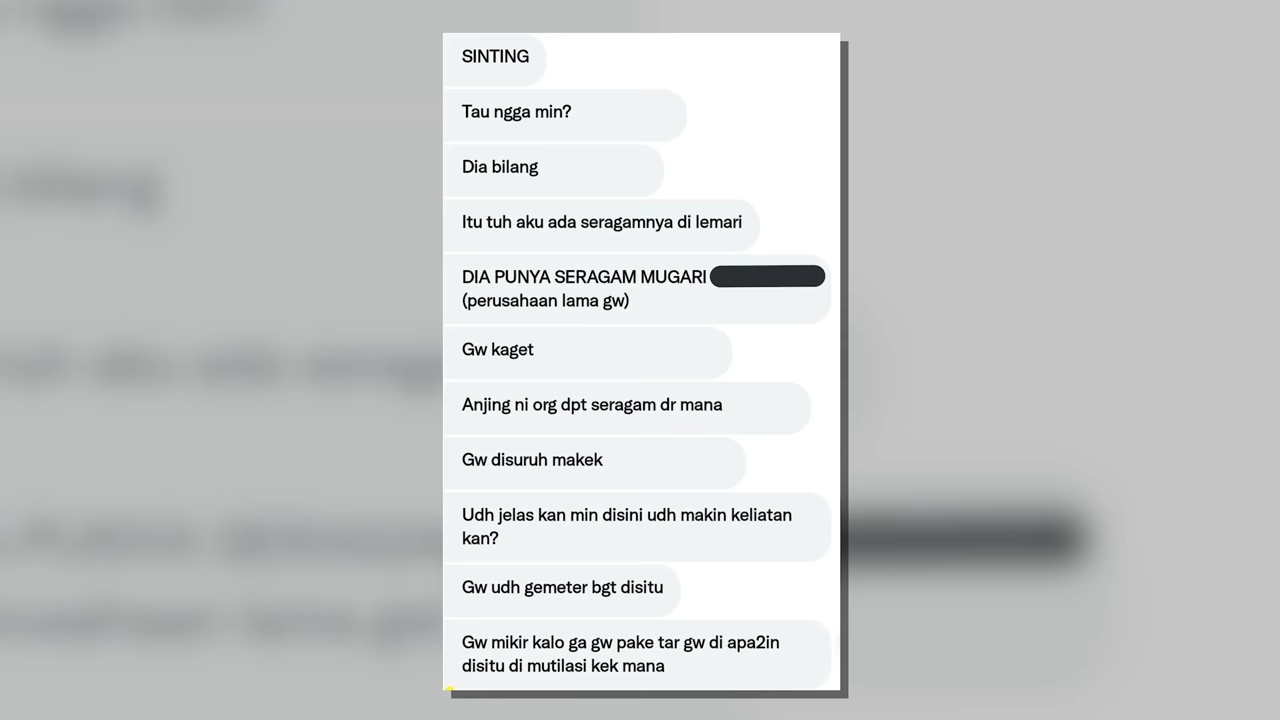 SINTING
Tau ngga min?
Dia bilang
Itu tuh aku ada seragamnya di lemari
DIA PUNYA SERAGAM MUGARI
(perusahaan lama gw)
Gw kaget
Anjing ni org dpt seragam dr mana
Gw disuruh makek
Udh jelas kan min disini udh makin keliatan
kan?
Gw udh gemeter bgt disitu
Gw mikir kalo ga gw pake tar gw di apa2in
disitu di mutilasi kek mana